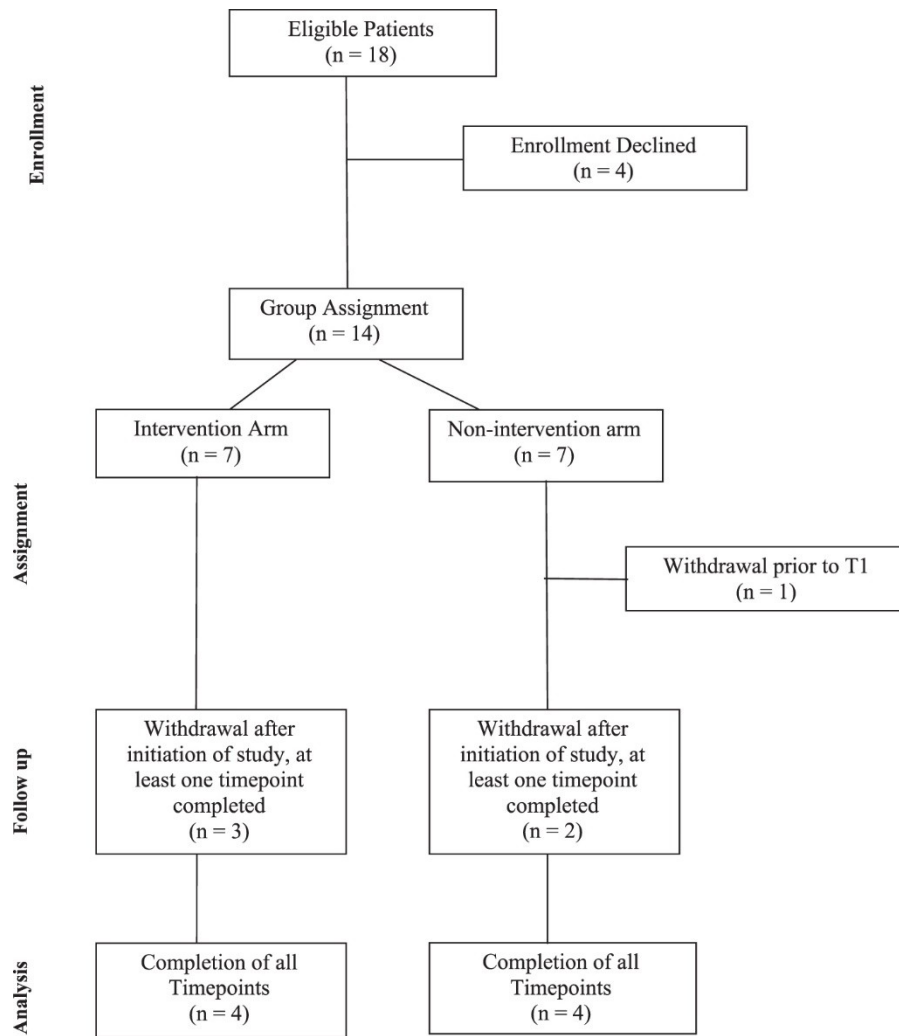 Eligible Patients
(n = 18)
Enrollment
Enrollment Declined
(n = 4)
Group Assignment
(n = 14)
Intervention Arm
(n = 7)
Non-intervention arm
(n = 7)
Assignment
Withdrawal prior to T1
(n = 1)
Follow up
Withdrawal after
initiation of study, at
least one timepoint
completed
(n = 3)
Withdrawal after
initiation of study, at
least one timepoint
completed
(n = 2)
Analysis
Completion of all
Timepoints
(n = 4)
Completion of all
Timepoints
(n = 4)